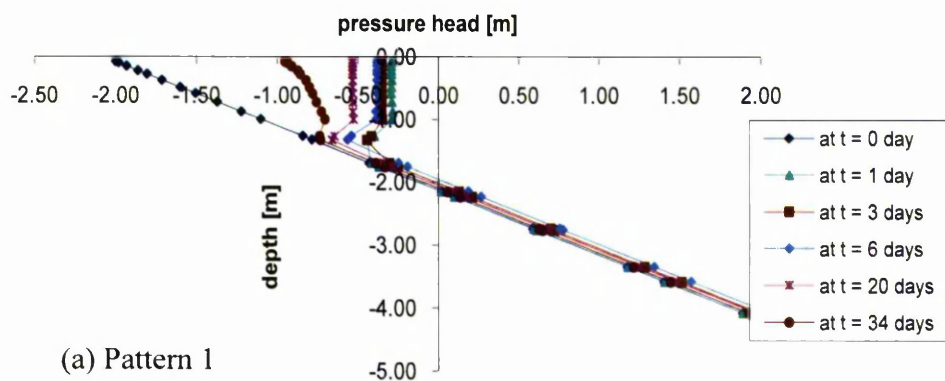 pressure head [m]
-2.50 -2.00 -1.50 -1.00 -0.50 0.00 0.50 1.00 1.50 2.00
0.00
-1.00
-2.00
-3.00
-4.00
-5.00
depth [m]
at t = 0 day
at t = 1 day
at t = 3 days
at t = 6 days
at t = 20 days
at t = 34 days
(a) Pattern 1